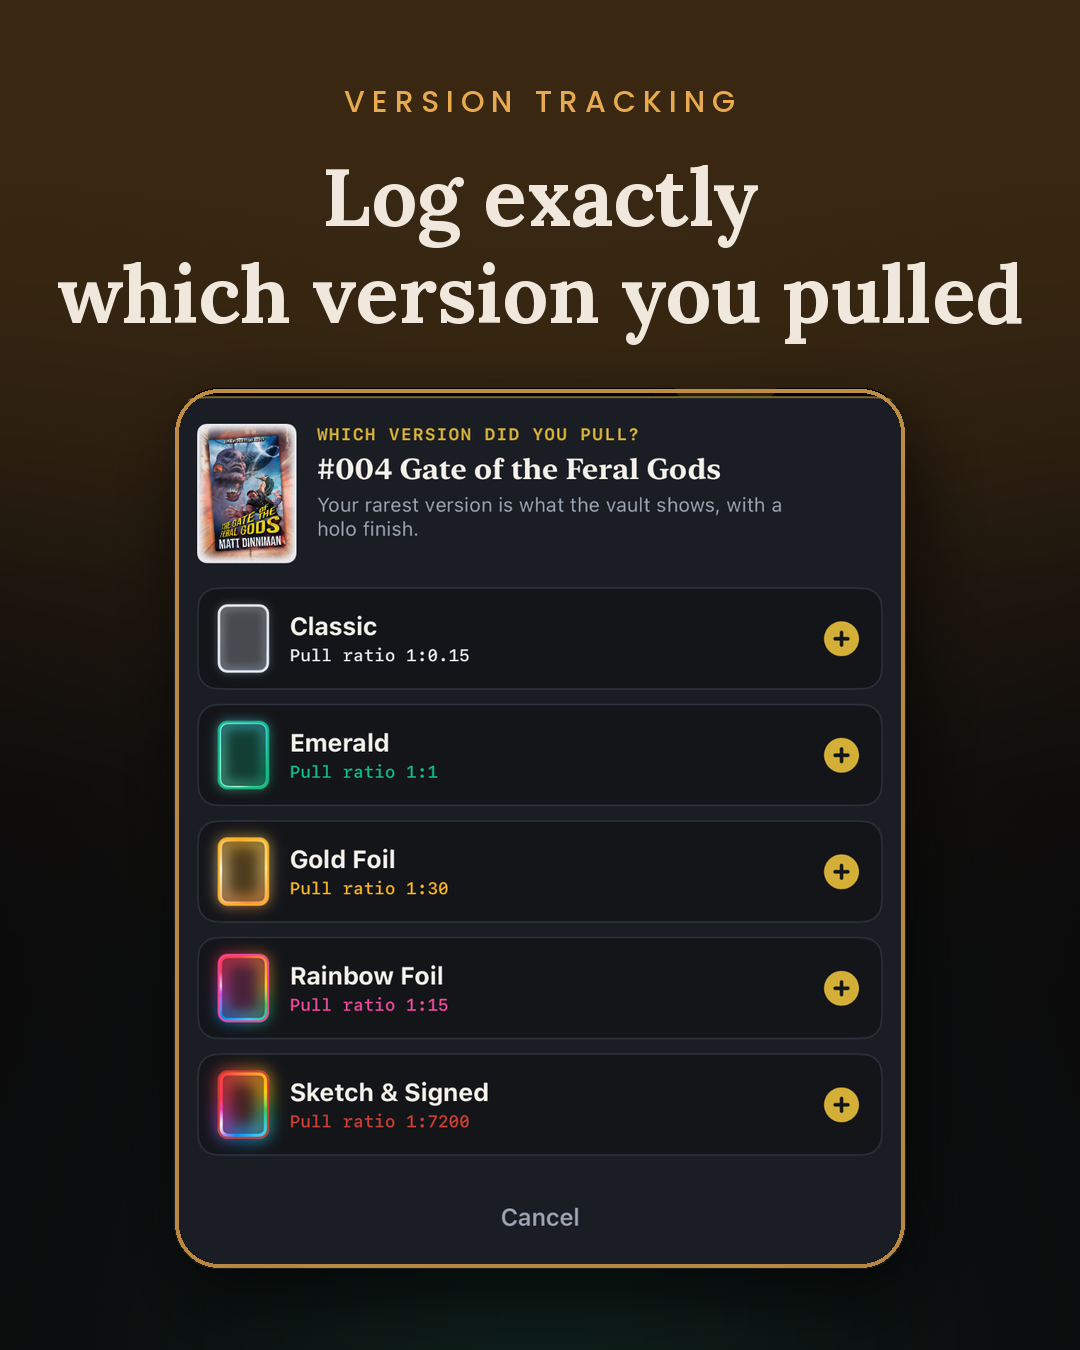 VERSION TRACKING
Log exactly
which version you pulled
WHICH VERSION DID YOU PULL?
#004 Gate of the Feral Gods
Your rarest version is what the vault shows, with a
holo finish.
THE GATE OF THE
FERAL GODS
MATT DINNIMAN
Classic
Pull ratio 1:0.15
Emerald
Pull ratio 1:1
Gold Foil
Pull ratio 1:30
Rainbow Foil
Pull ratio 1:15
Sketch & Signed
Pull ratio 1:7200
Cancel